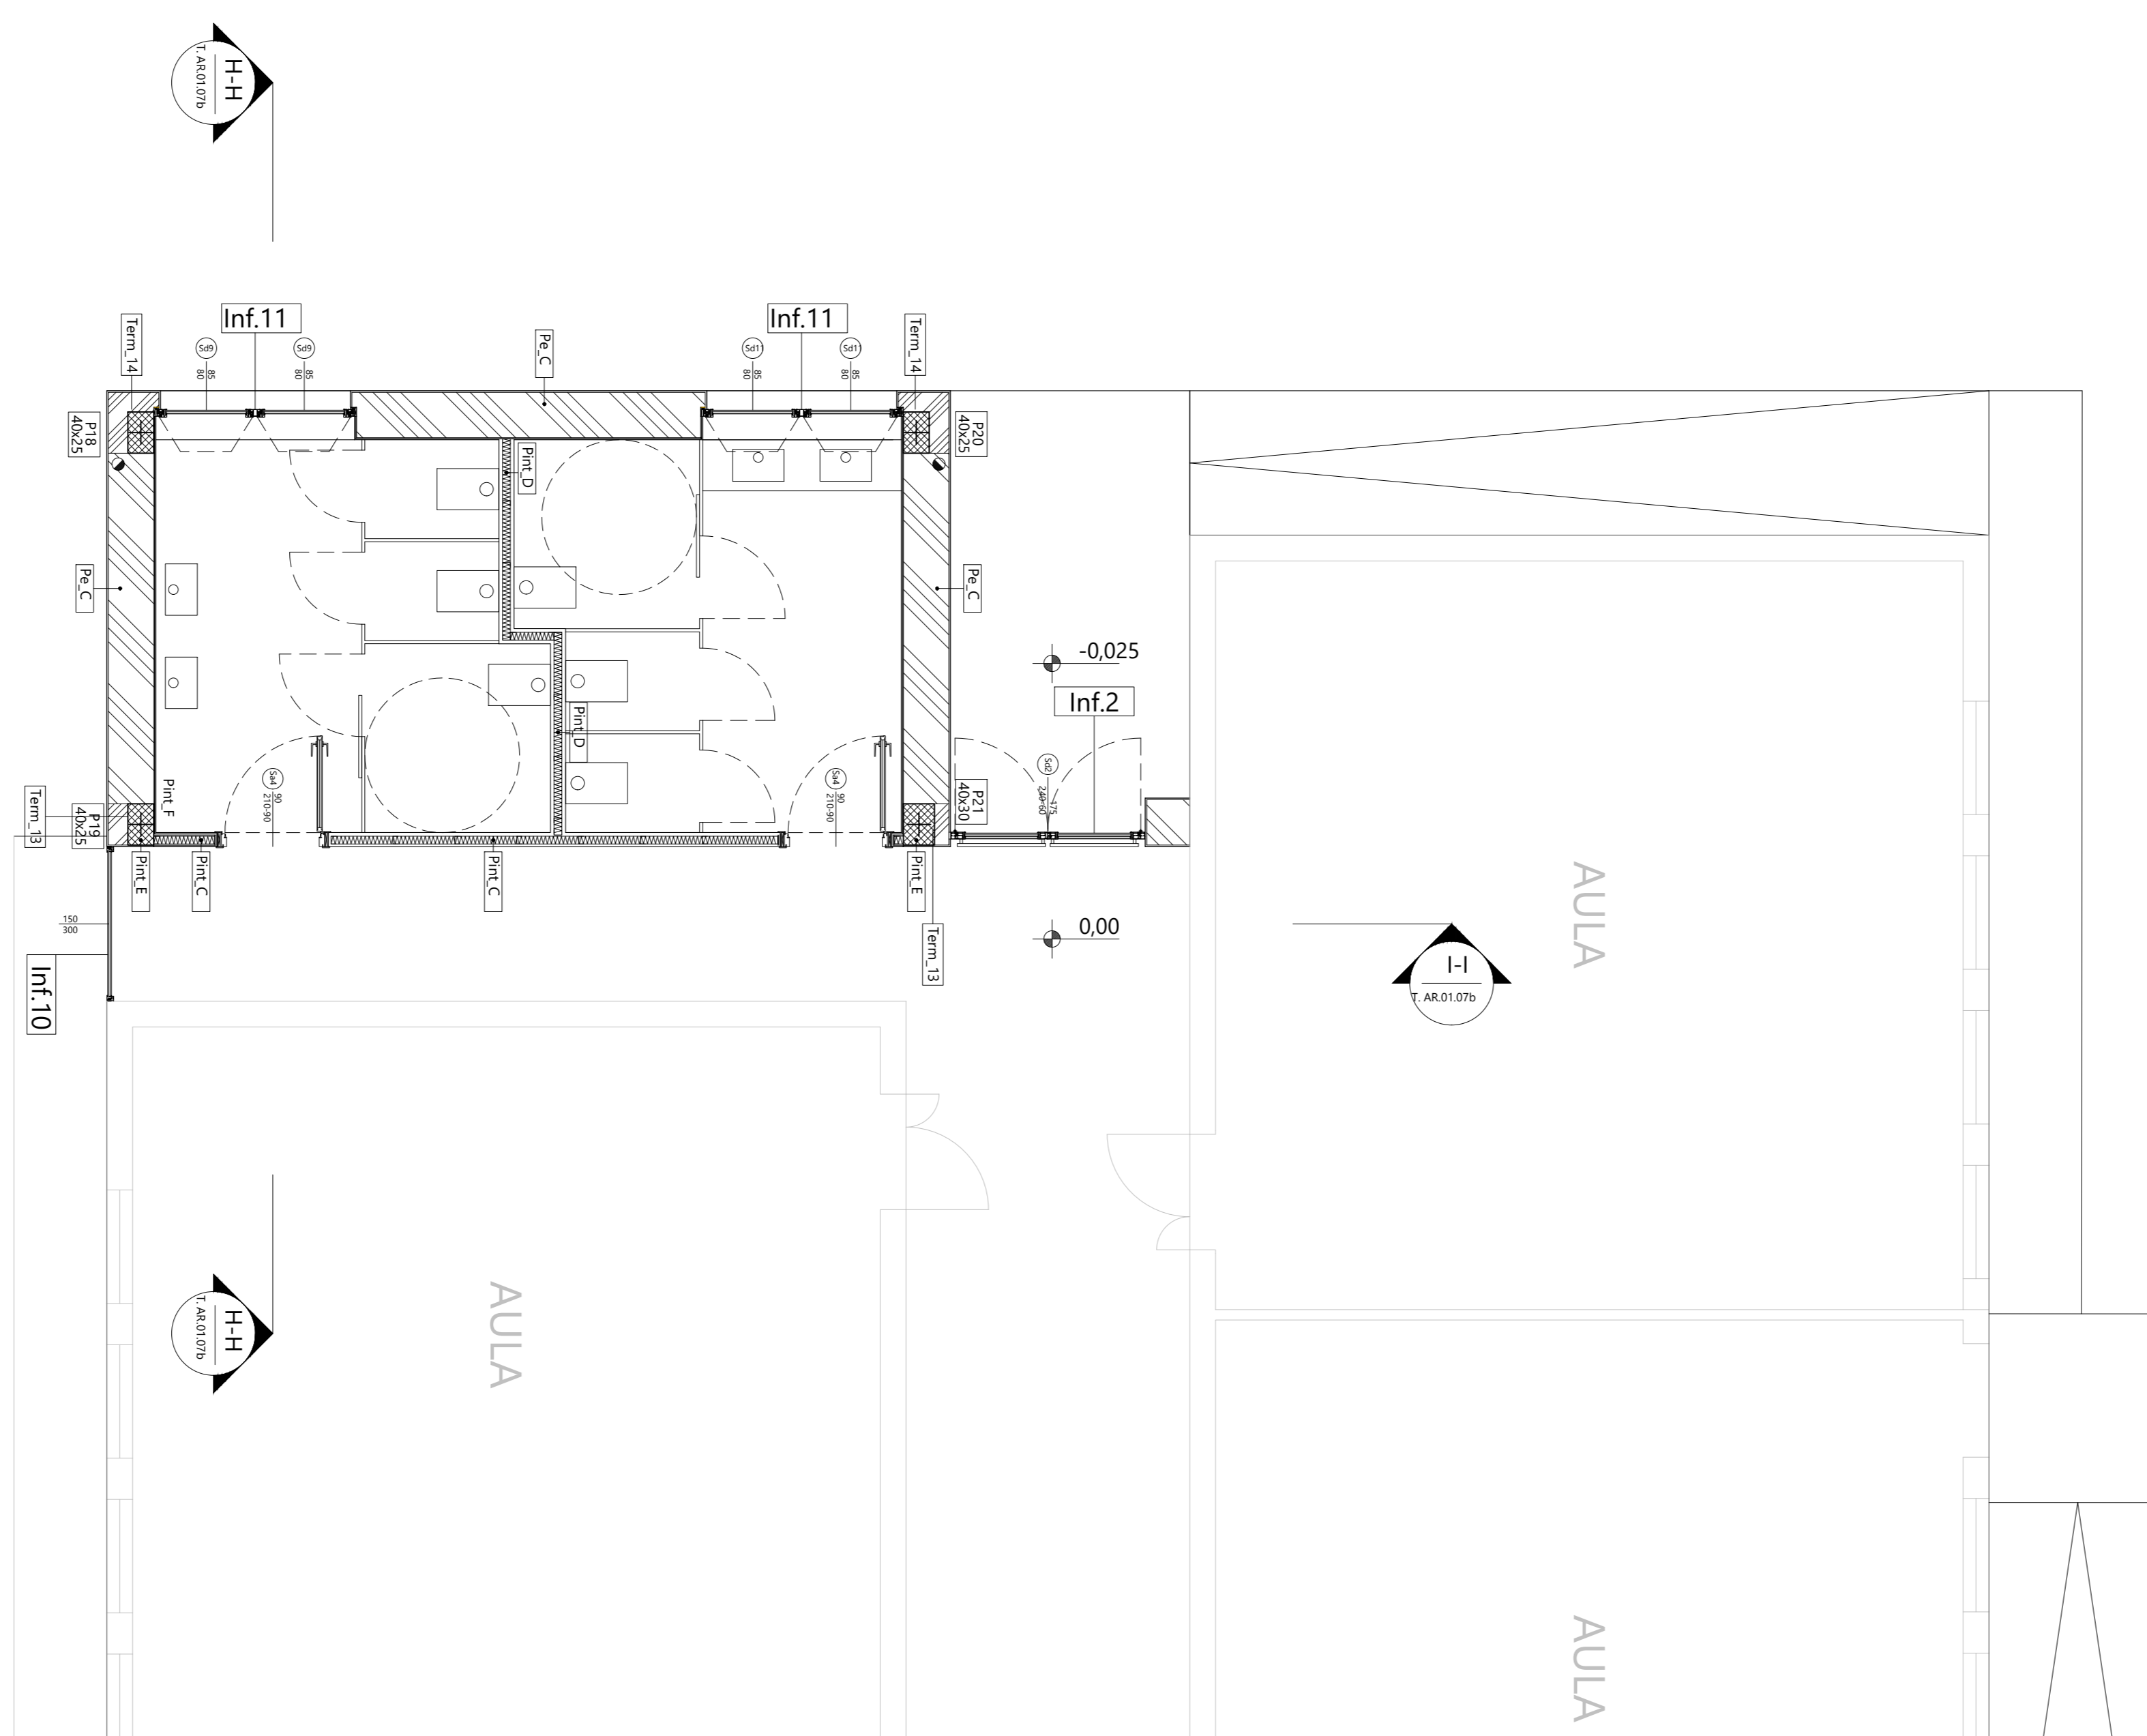 H-H
T. AR.01.07b
Inf.11
Inf.11
Term_14
Sd9
85
80
Sd9
85
80
Pe_C
Sd11
85
80
Sd11
85
80
Term_14
P18
40x25
P20
40x25
Pint_D
Pe_C
Pe_C
-0,025
Inf.2
Pint_D
Sa4
90
210-90
Sa4
90
210-90
Sd2
175
240-60
Pint_F
P21
40x30
Term_13
P19
40x25
Pint_E
Pint_C
Pint_C
Pint_E
AULA
150
300
0,00
Term_13
Inf.10
I-I
T. AR.01.07b
H-H
T. AR.01.07b
AULA
AULA